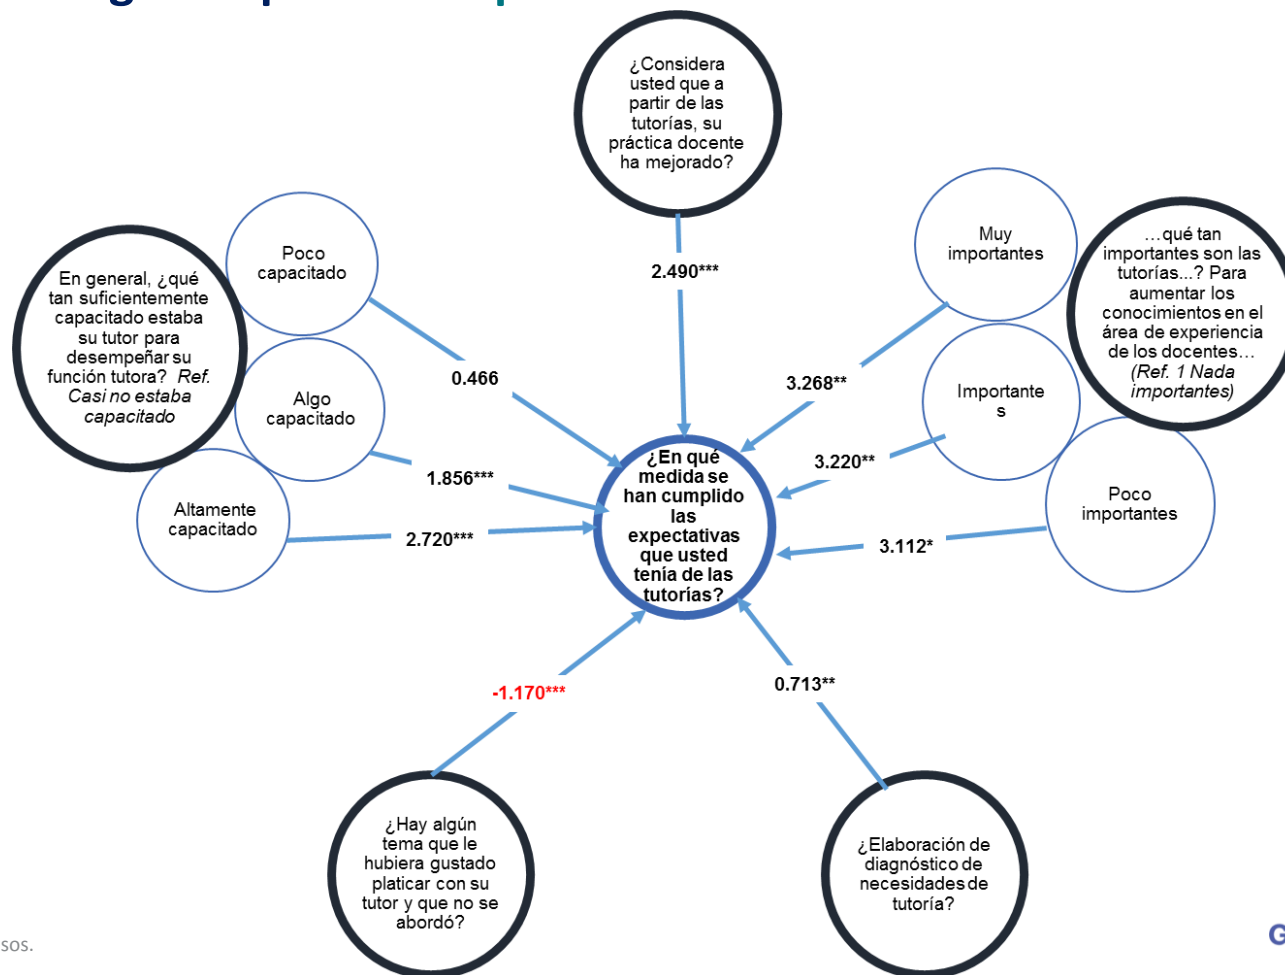 ¿Considera
usted que a
partir de las
tutorías, su
práctica docente
ha mejorado?
2.490***
Poco
capacitado
En general, ¿qué
tan suficientemente
capacitado estaba
su tutor para
desempeñar su
función tutora? Ref.
Casi no estaba
capacitado
Algo
capacitado
Altamente
capacitado
0.466
1.856***
2.720***
Muy
importantes
…qué tan
importantes son las
tutorías...? Para
aumentar los
conocimientos en el
área de experiencia
de los docentes…
(Ref. 1 Nada
importantes)
Importante
s
Poco
importantes
3.268**
3.220**
3.112*
¿En qué
medida se
han cumplido
las
expectativas
que usted
tenía de las
tutorías?
-1.170***
0.713**
¿Hay algún
tema que le
hubiera gustado
platicar con su
tutor y que no se
abordó?
¿Elaboración de
diagnóstico de
necesidades de
tutoría?
sos.
G